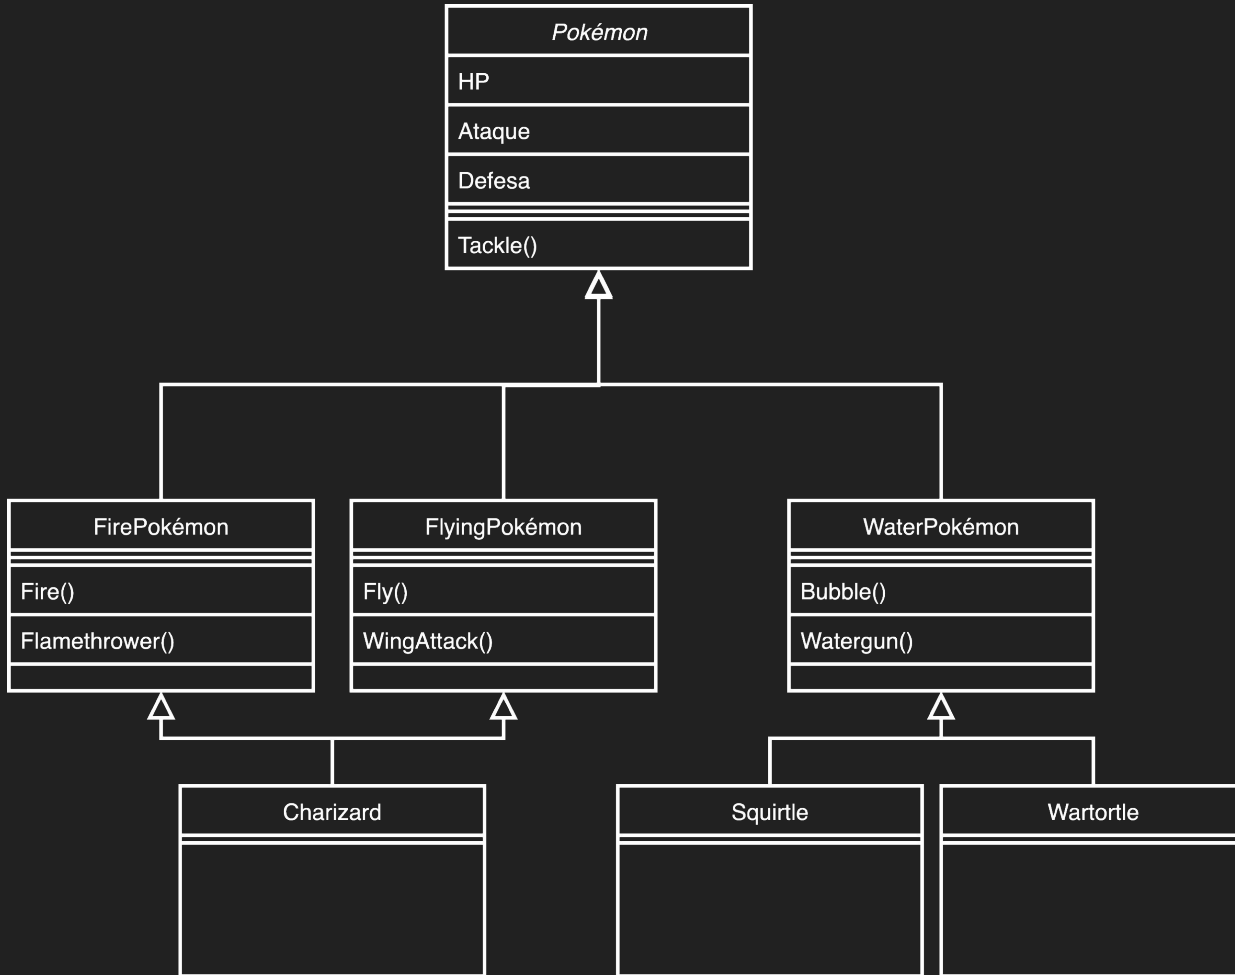 Pokémon
HP
Ataque
Defesa
Tackle()
FirePokémon
Fire()
Flamethrower()
FlyingPokémon
Fly()
WingAttack()
WaterPokémon
Bubble()
Watergun()
Charizard
Squirtle
Wartortle